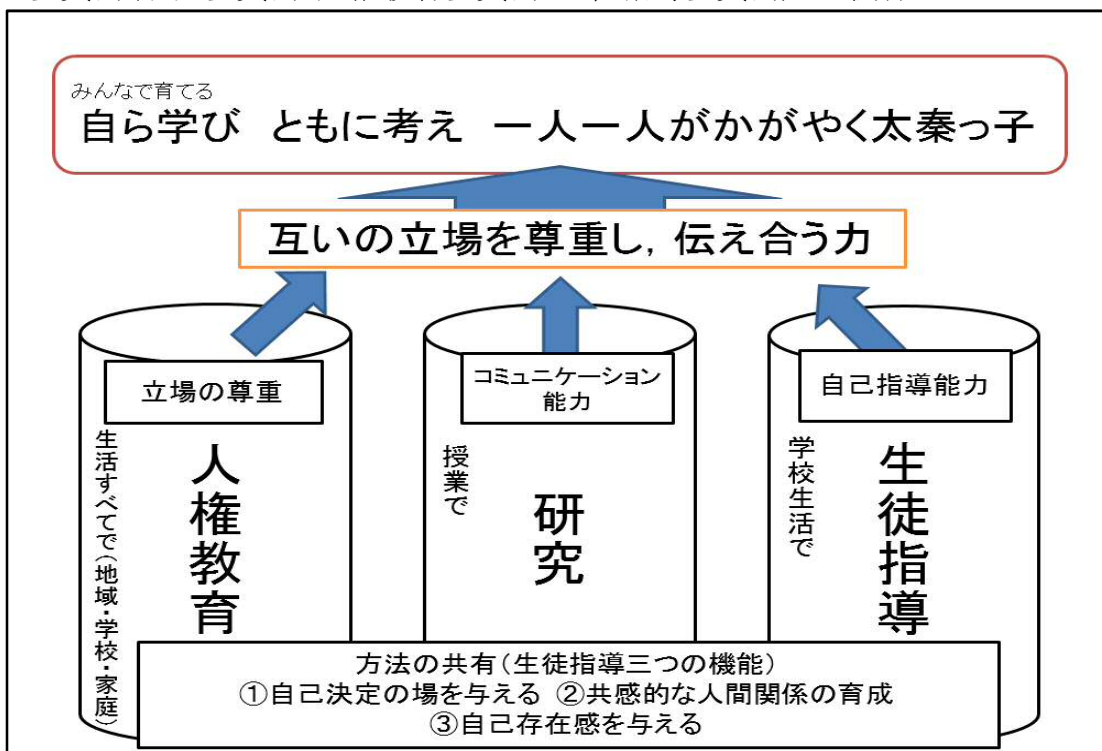 みんなで育てる
自ら学び ともに考え 一人一人がかがやく太秦っ子
互いの立場を尊重し，伝え合う力
立場の尊重
生活すべてで(地域・学校・家庭)
人権教育
コミュニケーション
能力
授業で
研究
自己指導能力
学校生活で
生徒指導
方法の共有(生徒指導三つの機能)
①自己決定の場を与える ②共感的な人間関係の育成
③自己存在感を与える